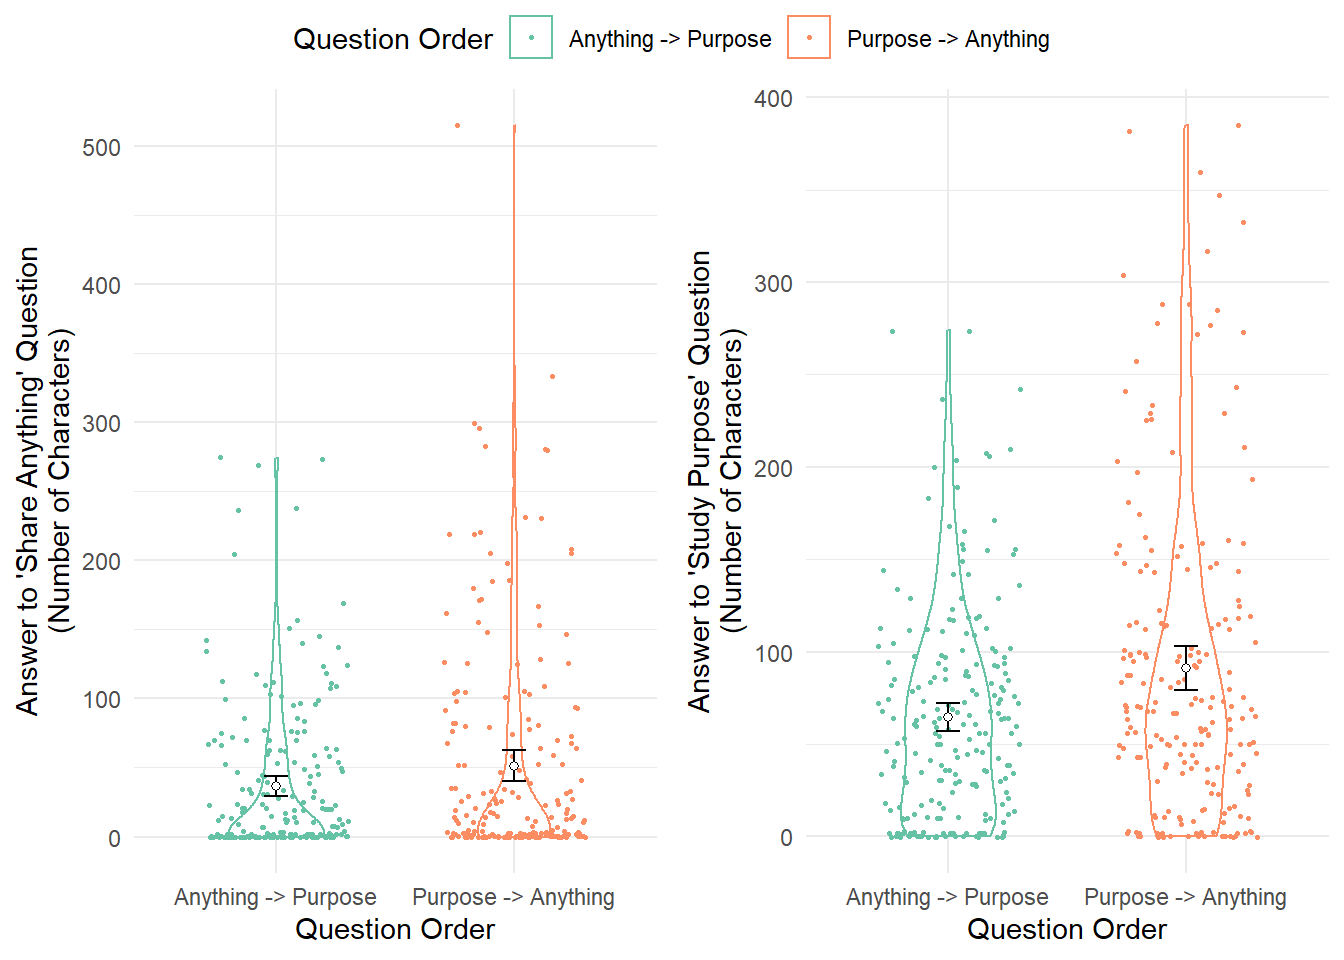 Question Order Anything -> Purpose Purpose -> Anything
Answer to 'Share Anything' Question
(Number of Characters)
500
400
300
200
100
0
Anything -> Purpose Purpose -> Anything
Question Order
Answer to 'Study Purpose' Question
(Number of Characters)
400
300
200
100
0
Anything -> Purpose Purpose -> Anything
Question Order